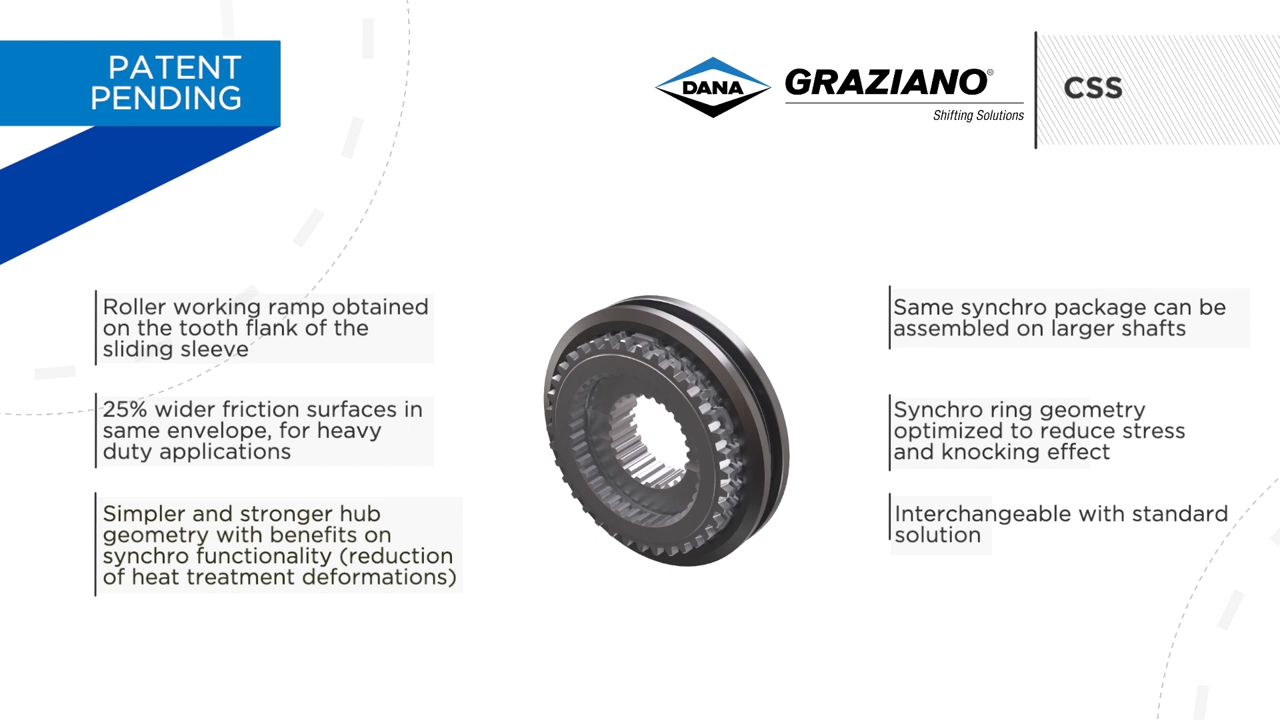 PATENT
PENDING
DANA
GRAZIANO®
Shifting Solutions
CSS
Roller working ramp obtained
on the tooth flank of the
sliding sleeve
25% wider friction surfaces in
same envelope, for heavy
duty applications
Simpler and stronger hub
geometry with benefits on
synchro functionality (reduction
of heat treatment deformations)
Same synchro package can be
assembled on larger shafts
Synchro ring geometry
optimized to reduce stress
and knocking effect
Interchangeable with standard
solution